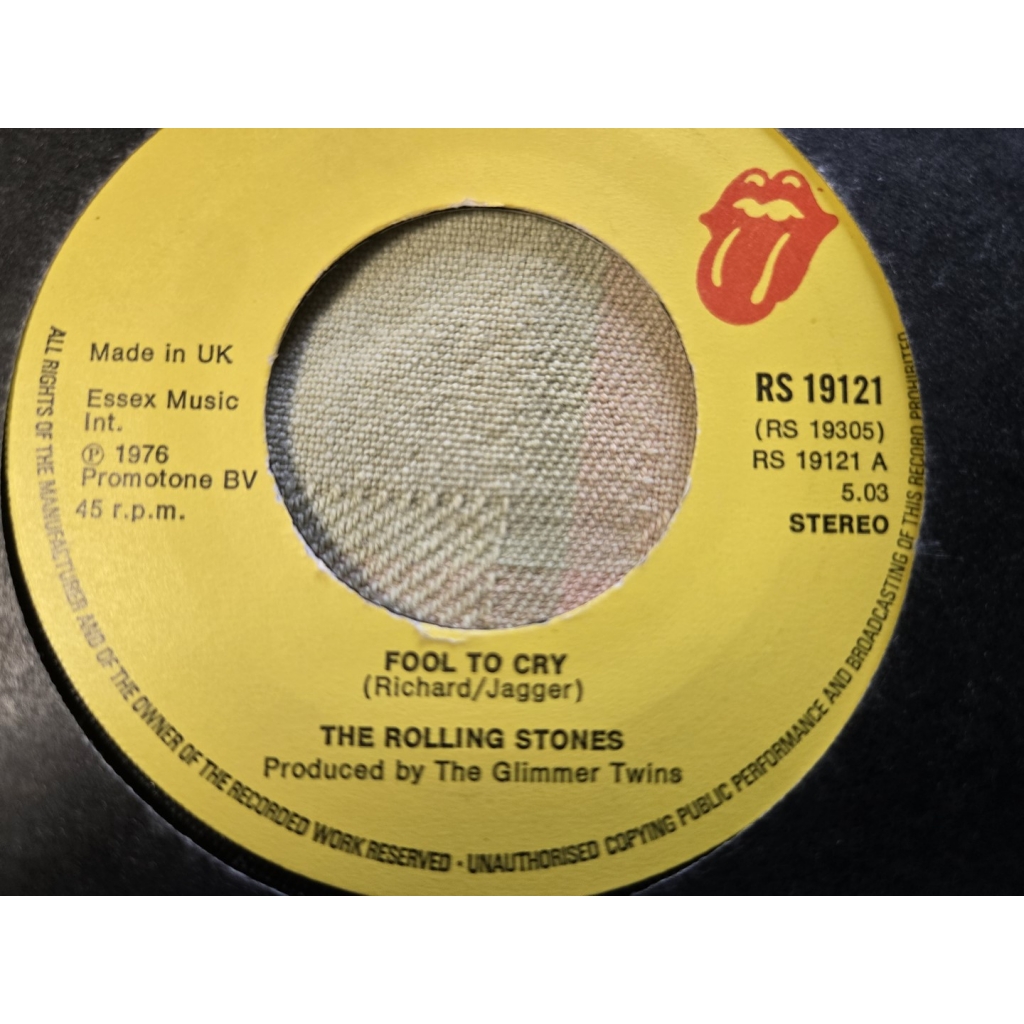 Made in UK
Essex Music
Int.
Ⓟ 1976
Promotone BV
45 r.p.m.
RS 19121
(RS 19305)
RS 19121 A
5.03
STEREO
FOOL TO CRY
(Richard/Jagger)
THE ROLLING STONES
Produced by The Glimmer Twins
ALL RIGHTS OF THE MANUFACTURER AND OF THE OWNER OF THE RECORDED WORK RESERVED · UNAUTHORISED COPYING PUBLIC PERFORMANCE AND BROADCASTING OF THIS RECORD PROHIBITED